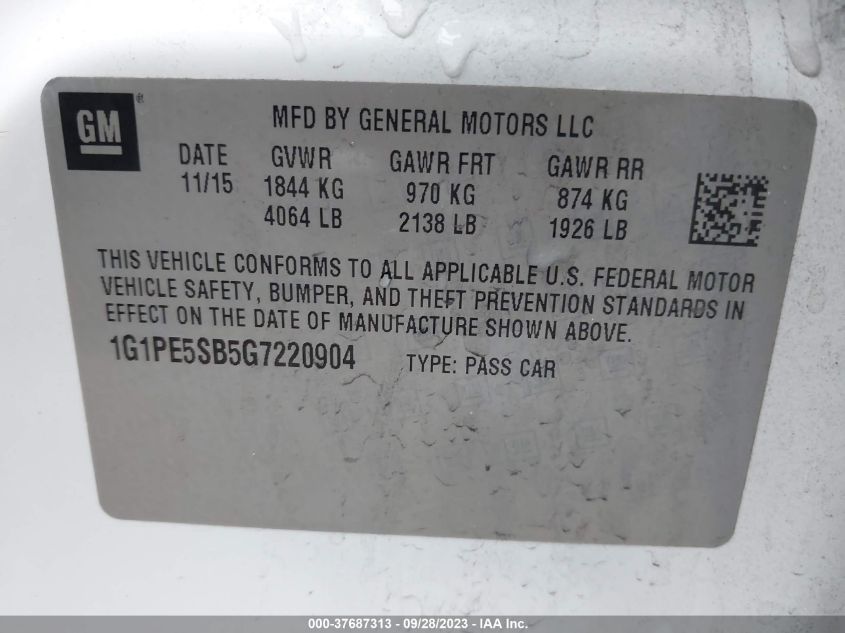 GM®
MFD BY GENERAL MOTORS LLC
DATE GVWR GAWR FRT GAWR RR
11/15 1844 KG 970 KG 874 KG
4064 LB 2138 LB 1926 LB
THIS VEHICLE CONFORMS TO ALL APPLICABLE U.S. FEDERAL MOTOR
VEHICLE SAFETY, BUMPER, AND THEFT PREVENTION STANDARDS IN
EFFECT ON THE DATE OF MANUFACTURE SHOWN ABOVE.
1G1PE5SB5G7220904 TYPE: PASS CAR
000-37687313 - 09/28/2023 - IAA Inc.